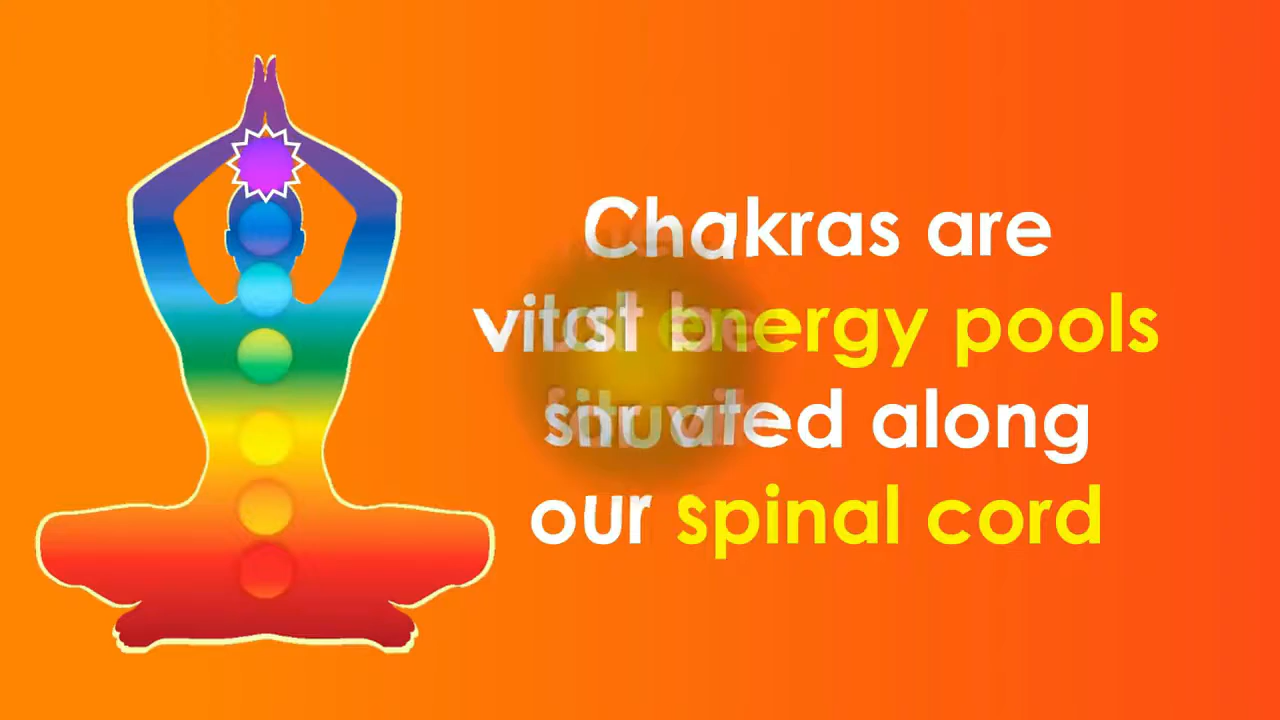 Chakras are
vital energy pools
situated along
our spinal cord